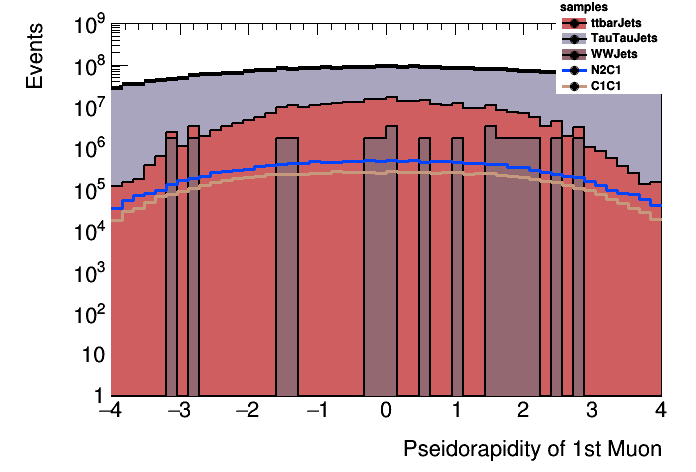 samples
ttbarJets
TauTauJets
WWJets
N2C1
C1C1
Events
10^9
10^8
10^7
10^6
10^5
10^4
10^3
10^2
10
1
−4 −3 −2 −1 0 1 2 3 4
Pseidorapidity of 1st Muon